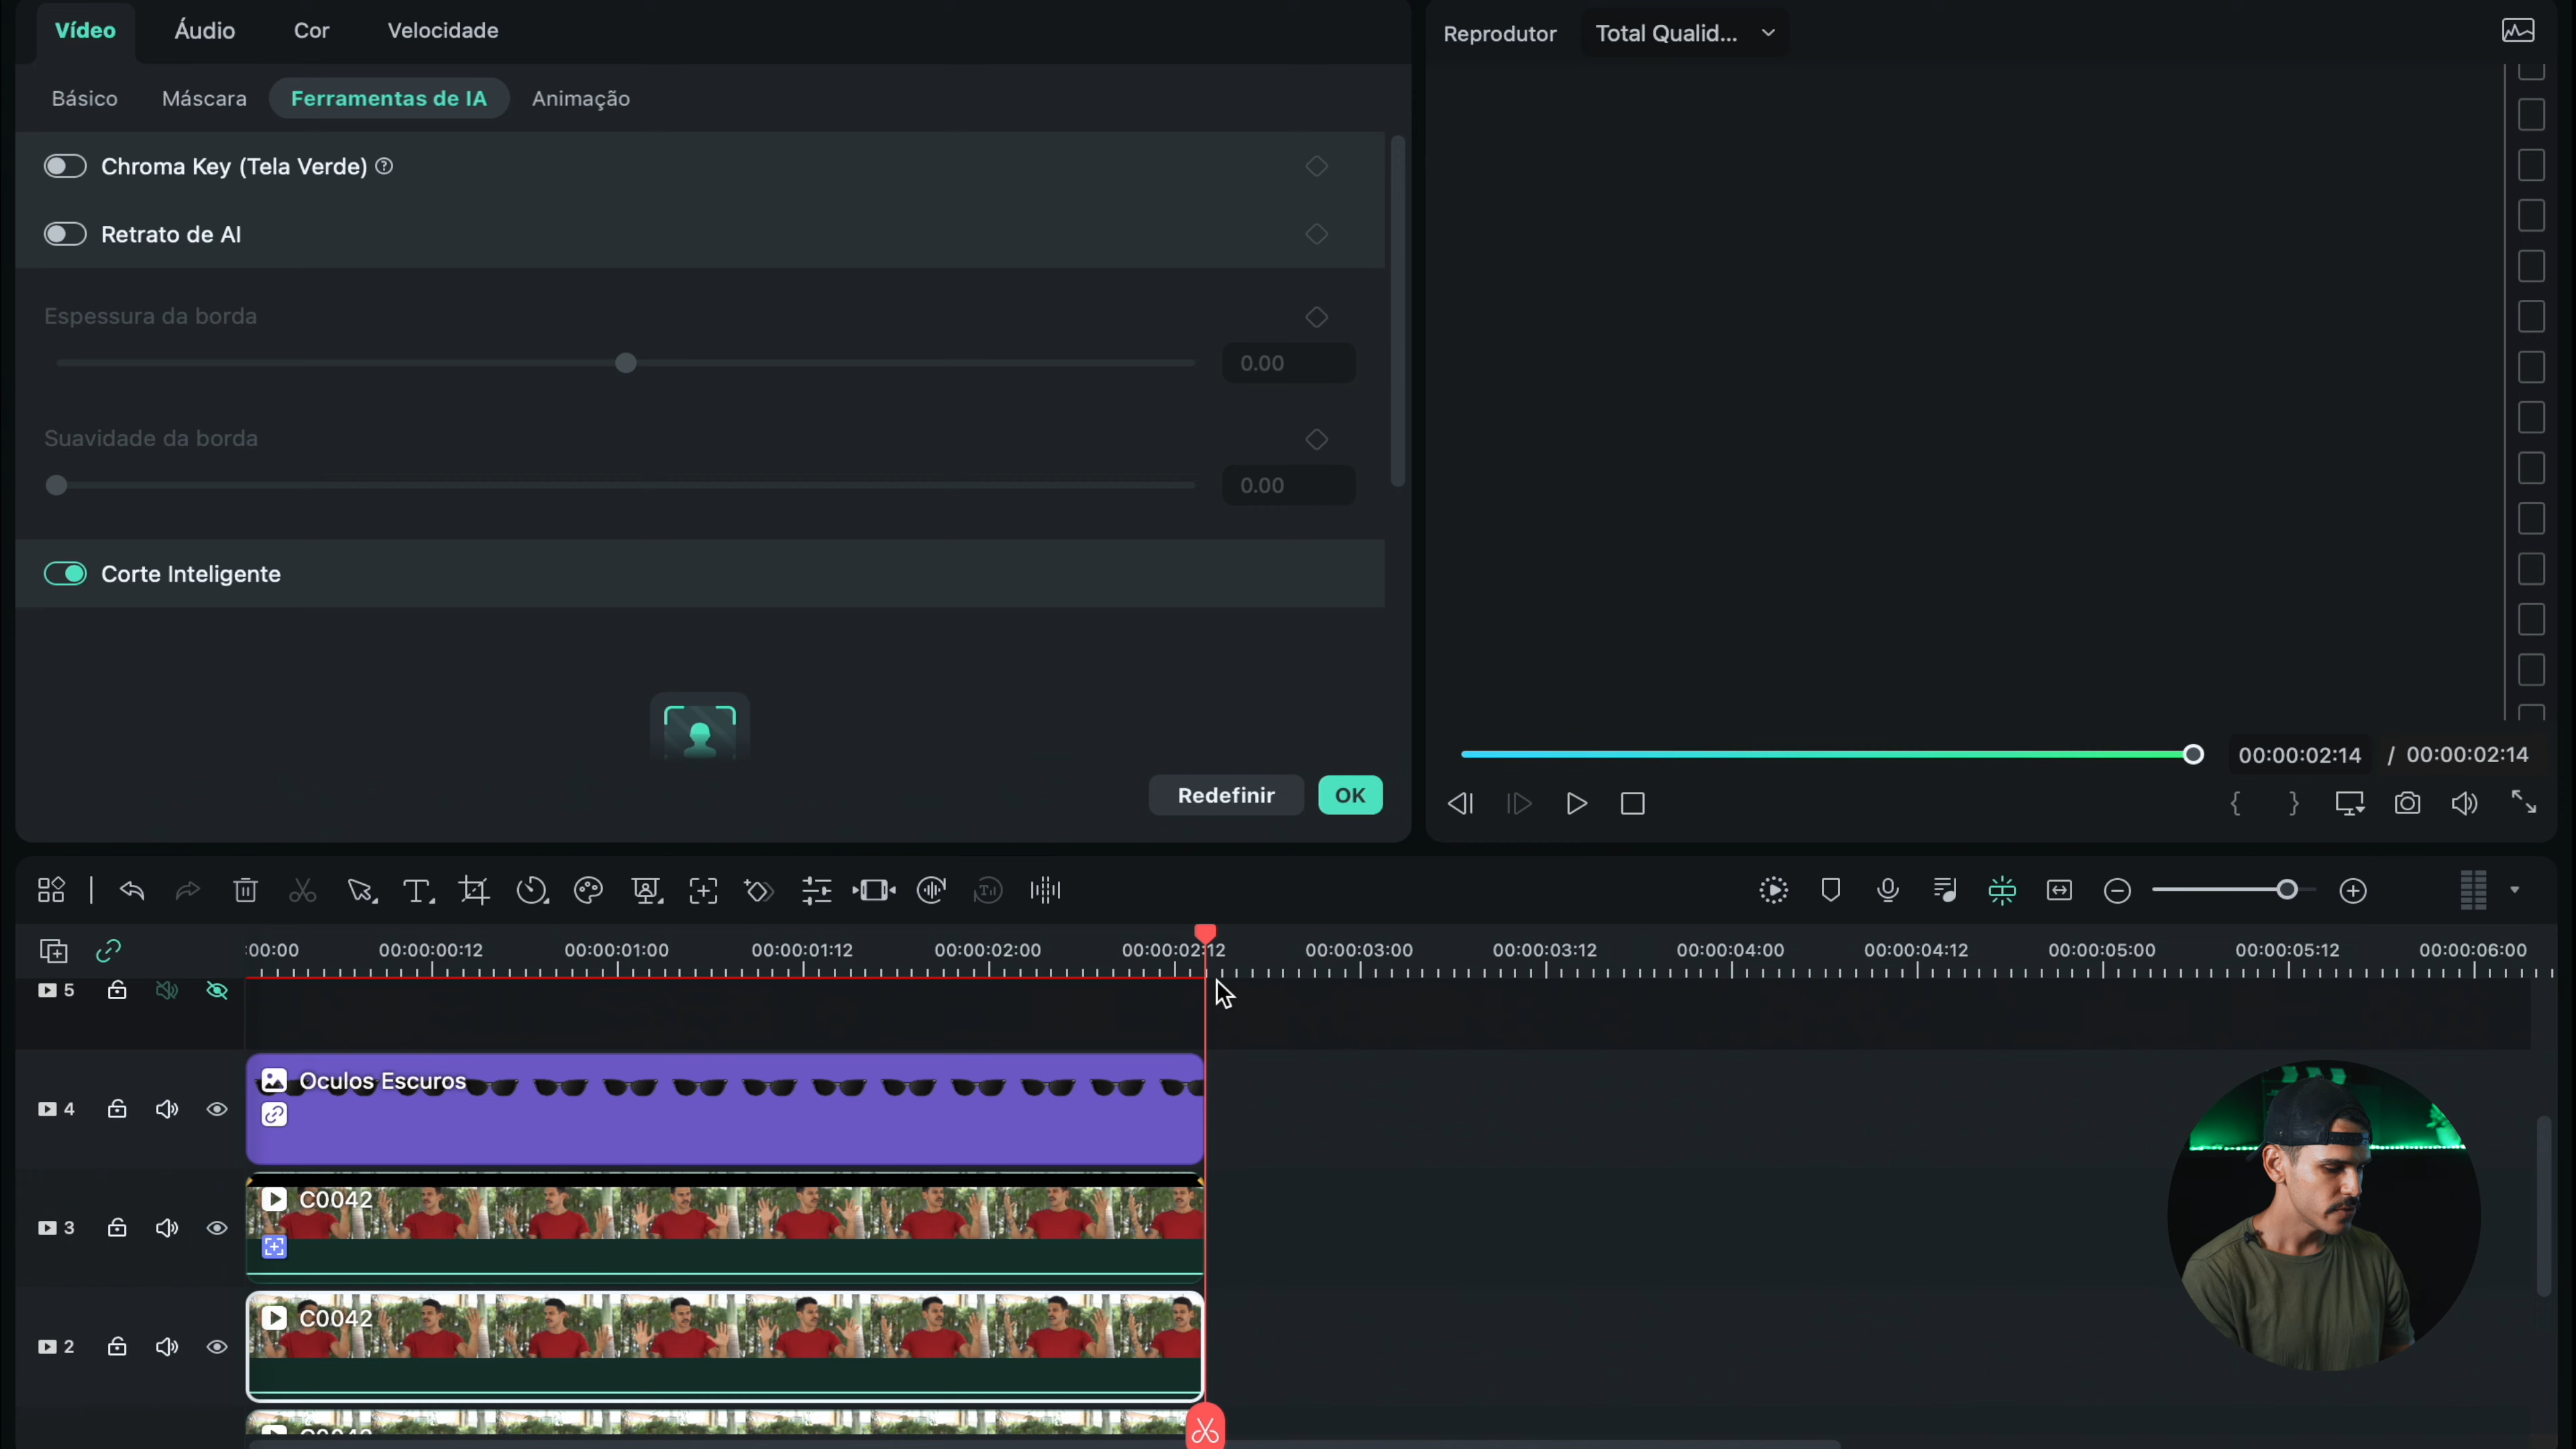 Vídeo Áudio Cor Velocidade
Reprodutor Total Qualid...
Básico Máscara Ferramentas de IA Animação
Chroma Key (Tela Verde)
Retrato de AI
Espessura da borda
0.00
Suavidade da borda
0.00
Corte Inteligente
Redefinir OK
00:00:02:14 / 00:00:02:14
:00:00 00:00:00:12 00:00:01:00 00:00:01:12 00:00:02:00 00:00:02:12 00:00:03:00 00:00:03:12 00:00:04:00 00:00:04:12 00:00:05:00 00:00:05:12 00:00:06:00
5
4 Oculos Escuros
3 C0042
2 C0042
C0042